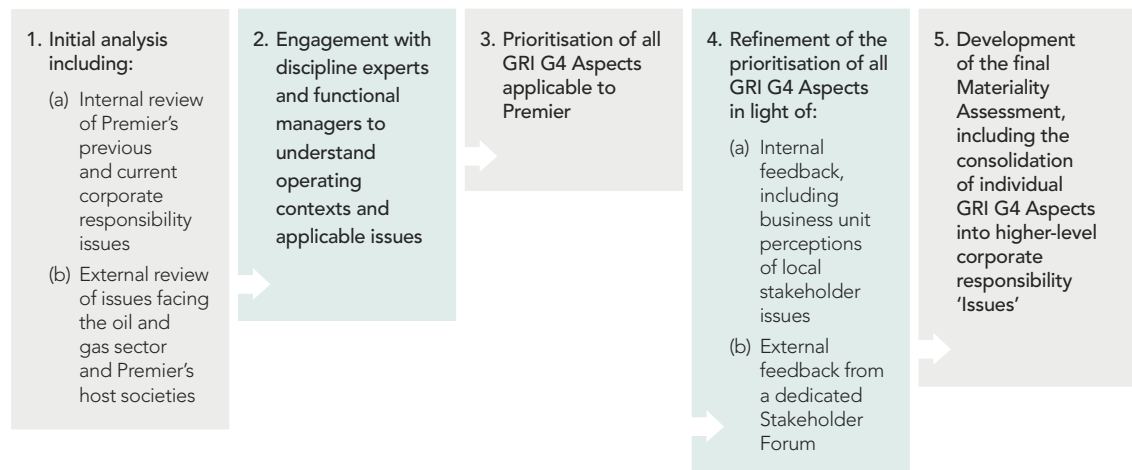 1. Initial analysis
including:
(a) Internal review
of Premier's
previous
and current
corporate
responsibility
issues
(b) External review
of issues facing
the oil and
gas sector
and Premier's
host societies
2. Engagement with
discipline experts
and functional
managers to
understand
operating
contexts and
applicable issues
3. Prioritisation of all
GRI G4 Aspects
applicable to
Premier
4. Refinement of the
prioritisation of all
GRI G4 Aspects
in light of:
(a) Internal
feedback,
including
business unit
perceptions
of local
stakeholder
issues
(b) External
feedback from
a dedicated
Stakeholder
Forum
5. Development
of the final
Materiality
Assessment,
including the
consolidation
of individual
GRI G4 Aspects
into higher-level
corporate
responsibility
'Issues'